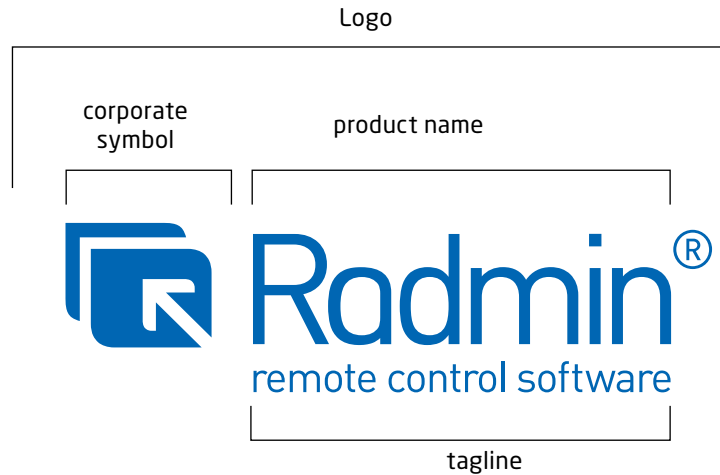 Logo
corporate
symbol
product name
Radmin®
remote control software
tagline